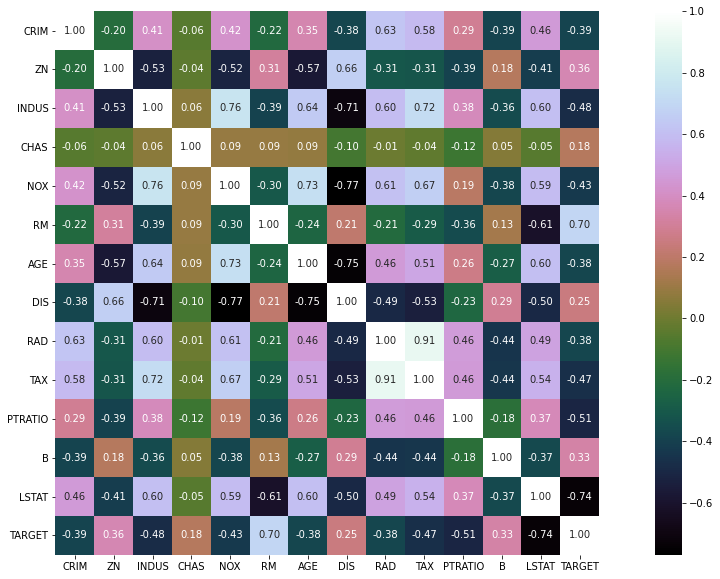 CRIM 1.00 -0.20 0.41 -0.06 0.42 -0.22 0.35 -0.38 0.63 0.58 0.29 -0.39 0.46 -0.39
ZN -0.20 1.00 -0.53 -0.04 -0.52 0.31 -0.57 0.66 -0.31 -0.31 -0.39 0.18 -0.41 0.36
INDUS 0.41 -0.53 1.00 0.06 0.76 -0.39 0.64 -0.71 0.60 0.72 0.38 -0.36 0.60 -0.48
CHAS -0.06 -0.04 0.06 1.00 0.09 0.09 0.09 -0.10 -0.01 -0.04 -0.12 0.05 -0.05 0.18
NOX 0.42 -0.52 0.76 0.09 1.00 -0.30 0.73 -0.77 0.61 0.67 0.19 -0.38 0.59 -0.43
RM -0.22 0.31 -0.39 0.09 -0.30 1.00 -0.24 0.21 -0.21 -0.29 -0.36 0.13 -0.61 0.70
AGE 0.35 -0.57 0.64 0.09 0.73 -0.24 1.00 -0.75 0.46 0.51 0.26 -0.27 0.60 -0.38
DIS -0.38 0.66 -0.71 -0.10 -0.77 0.21 -0.75 1.00 -0.49 -0.53 -0.23 0.29 -0.50 0.25
RAD 0.63 -0.31 0.60 -0.01 0.61 -0.21 0.46 -0.49 1.00 0.91 0.46 -0.44 0.49 -0.38
TAX 0.58 -0.31 0.72 -0.04 0.67 -0.29 0.51 -0.53 0.91 1.00 0.46 -0.44 0.54 -0.47
PTRATIO 0.29 -0.39 0.38 -0.12 0.19 -0.36 0.26 -0.23 0.46 0.46 1.00 -0.18 0.37 -0.51
B -0.39 0.18 -0.36 0.05 -0.38 0.13 -0.27 0.29 -0.44 -0.44 -0.18 1.00 -0.37 0.33
LSTAT 0.46 -0.41 0.60 -0.05 0.59 -0.61 0.60 -0.50 0.49 0.54 0.37 -0.37 1.00 -0.74
TARGET -0.39 0.36 -0.48 0.18 -0.43 0.70 -0.38 0.25 -0.38 -0.47 -0.51 0.33 -0.74 1.00
CRIM ZN INDUS CHAS NOX RM AGE DIS RAD TAX PTRATIO B LSTAT TARGET
1.0
0.8
0.6
0.4
0.2
0.0
−0.2
−0.4
−0.6